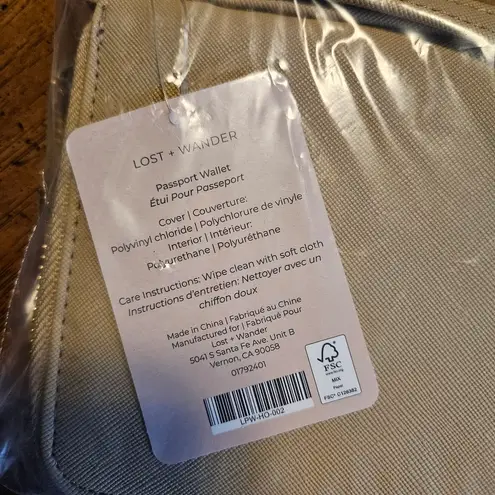 LOST + WANDER
Passport Wallet
Étui Pour Passeport
Cover | Couverture:
Polyvinyl chloride | Polychlorure de vinyle
Interior | Intérieur:
Polyurethane | Polyuréthane
Care Instructions: Wipe clean with soft cloth
Instructions d'entretien: Nettoyer avec un
chiffon doux
Made in China | Fabriqué au Chine
Manufactured for | Fabriqué Pour
Lost + Wander
5041 S Santa Fe Ave. Unit B
Vernon, CA 90058
01792401
LPW-HO-002
FSC
MIX
Paper